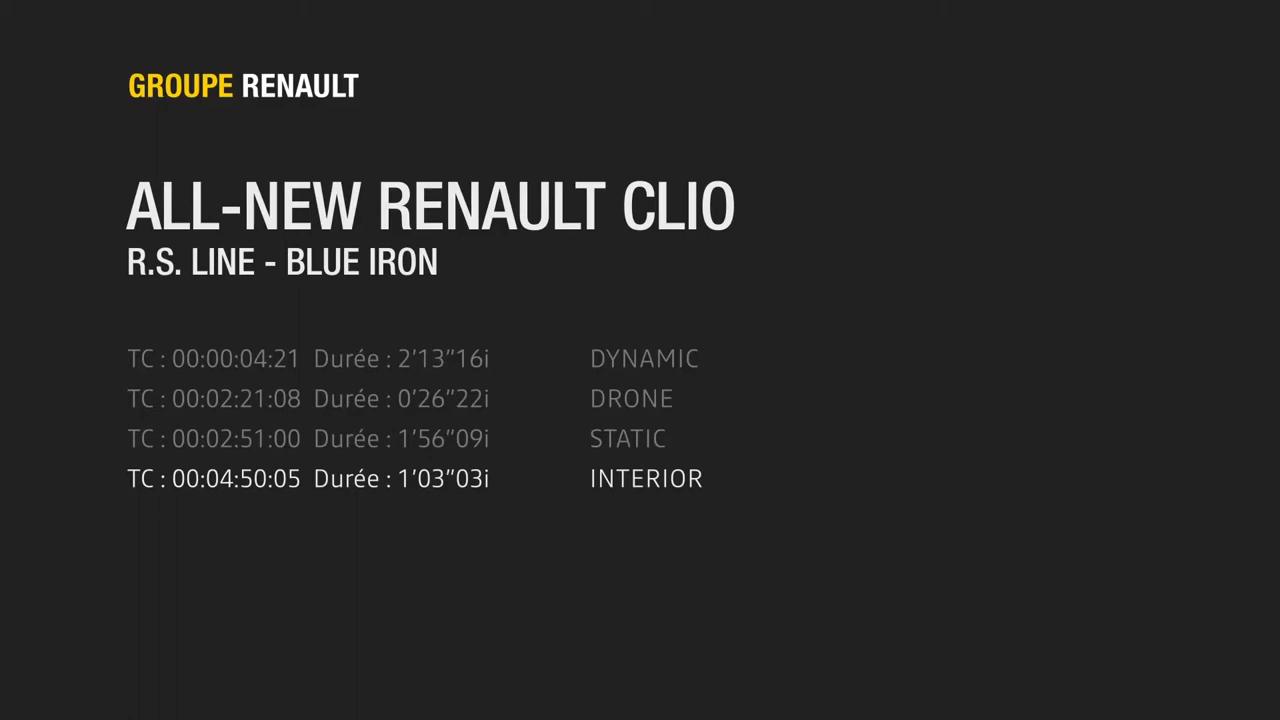 GROUPE RENAULT
ALL-NEW RENAULT CLIO
R.S. LINE - BLUE IRON
TC : 00:00:04:21 Durée : 2’13”16i DYNAMIC
TC : 00:02:21:08 Durée : 0’26”22i DRONE
TC : 00:02:51:00 Durée : 1’56”09i STATIC
TC : 00:04:50:05 Durée : 1’03”03i INTERIOR